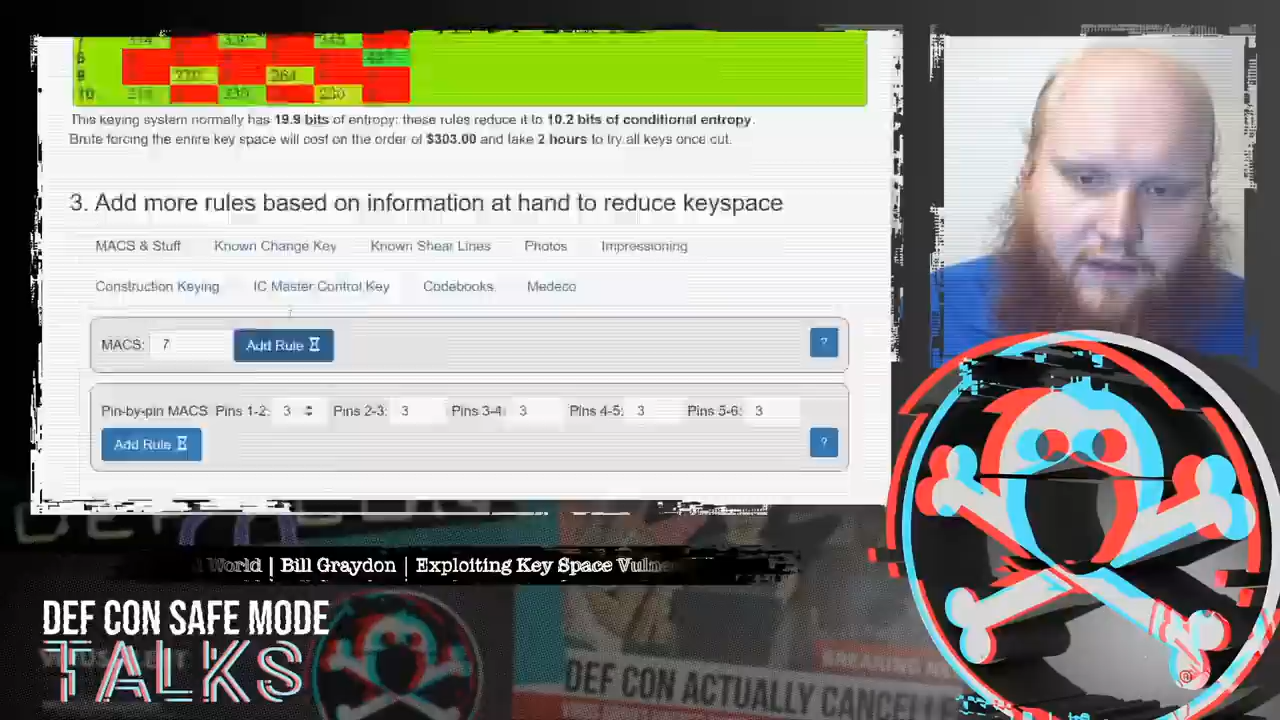 This keying system normally has 19.9 bits of entropy; these rules reduce it to 10.2 bits of conditional entropy.
Brute forcing the entire key space will cost on the order of $303.00 and take 2 hours to try all keys once cut.
3. Add more rules based on information at hand to reduce keyspace
MACS & Stuff Known Change Key Known Shear Lines Photos Impressioning
Construction Keying IC Master Control Key Codebooks Medeco
MACS: 7 Add Rule ?
Pin-by-pin MACS Pins 1-2: 3 Pins 2-3: 3 Pins 3-4: 3 Pins 4-5: 3 Pins 5-6: 3
Add Rule ?
World | Bill Graydon | Exploiting Key Space Vulne
DEF CON SAFE MODE
TALKS
DEF CON ACTUALLY CANCELLE